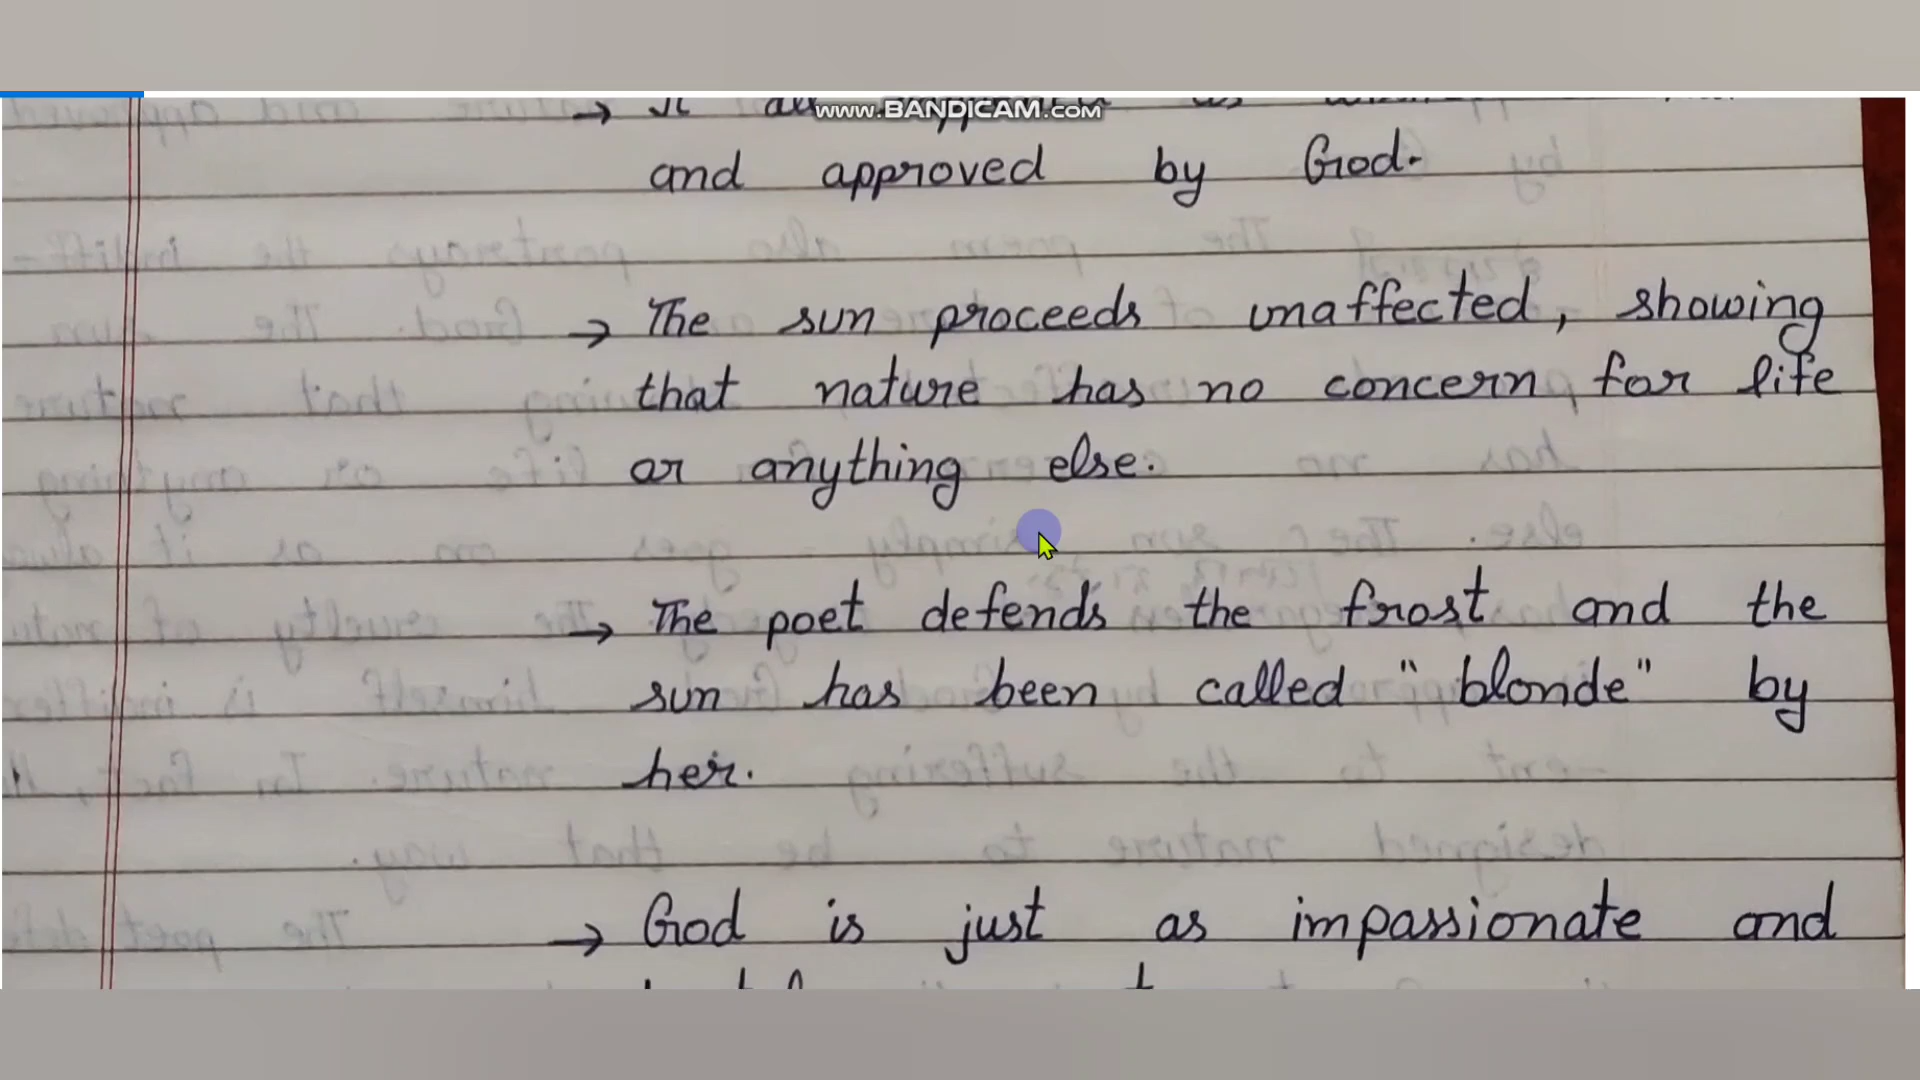 www.BANDICAM.com
→ It all
and approved by God.
→ The sun proceeds unaffected, showing
that nature has no concern for life
or anything else.
→ The poet defends the frost and the
sun has been called "blonde" by
her.
→ God is just as impassionate and